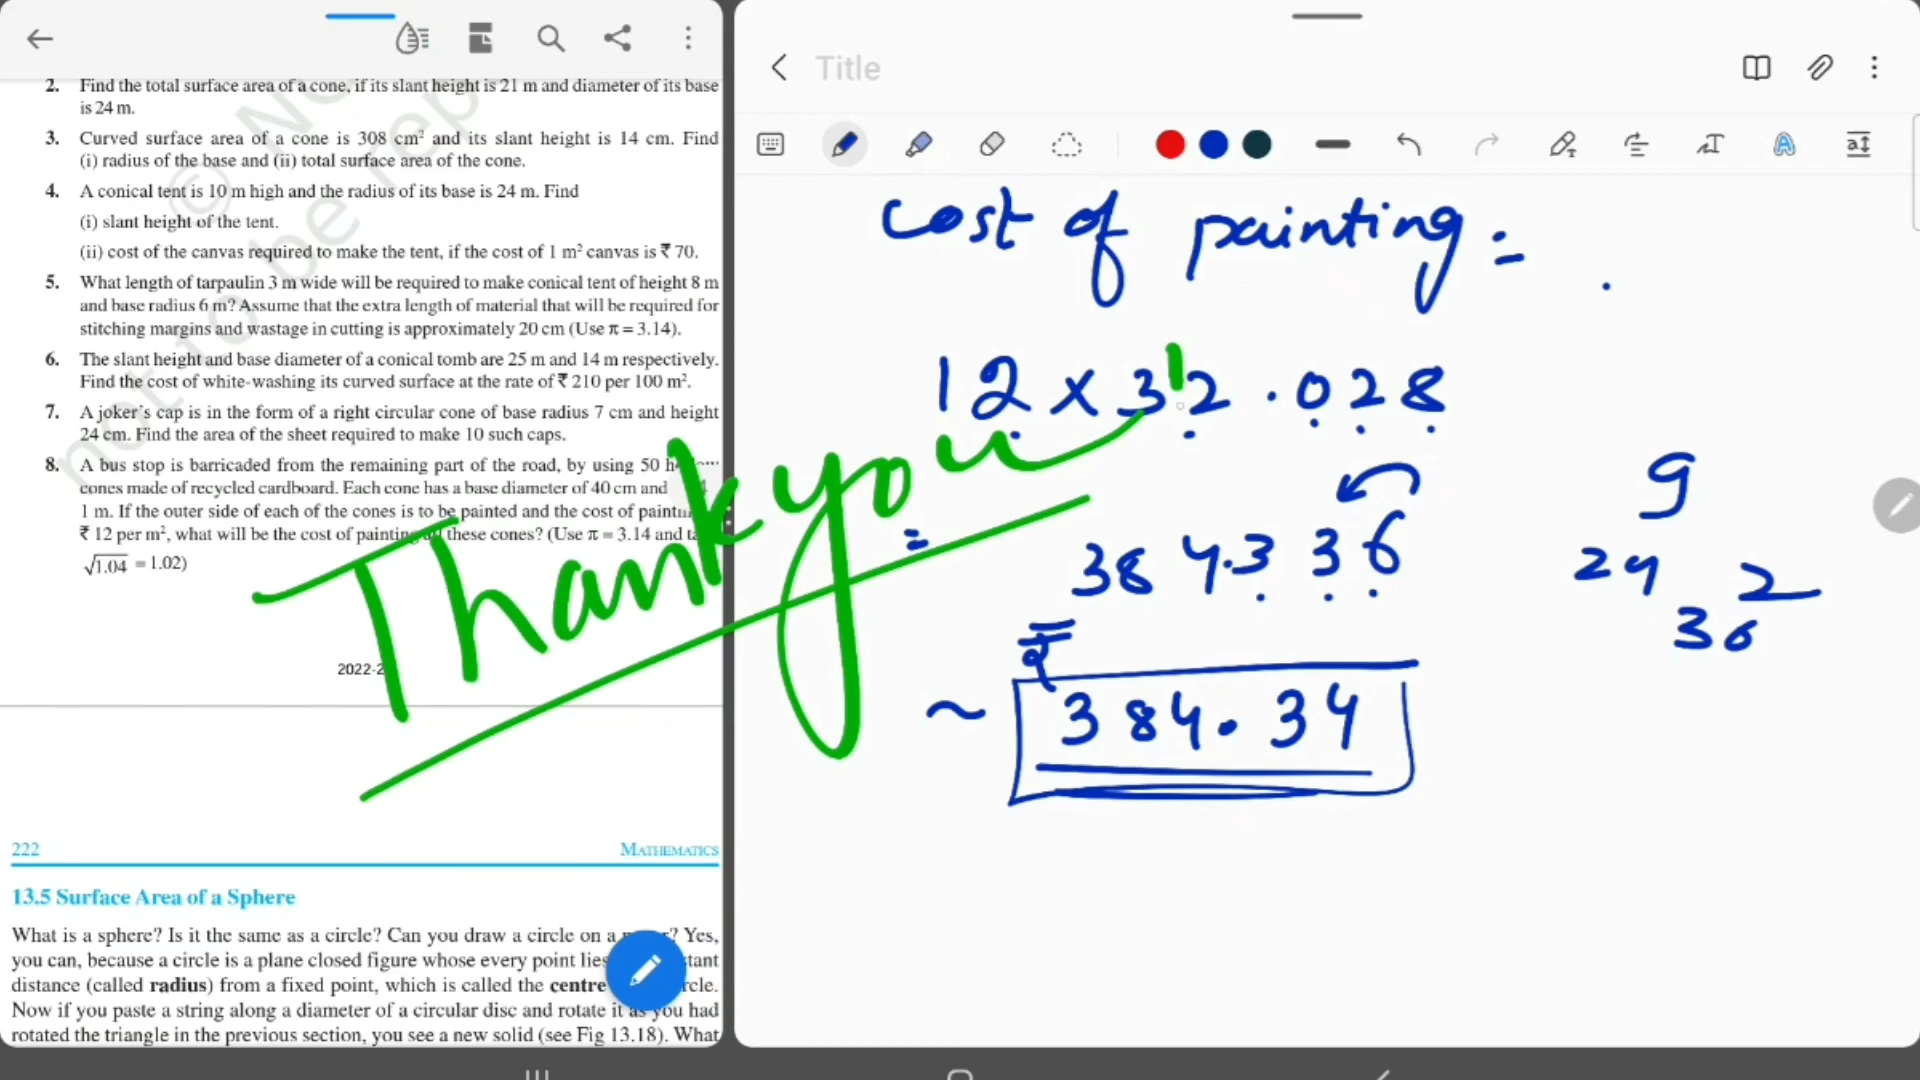 2. Find the total surface area of a cone, if its slant height is 21 m and diameter of its base
is 24 m.
3. Curved surface area of a cone is 308 cm² and its slant height is 14 cm. Find
(i) radius of the base and (ii) total surface area of the cone.
4. A conical tent is 10 m high and the radius of its base is 24 m. Find
(i) slant height of the tent.
(ii) cost of the canvas required to make the tent, if the cost of 1 m² canvas is ₹ 70.
5. What length of tarpaulin 3 m wide will be required to make conical tent of height 8 m
and base radius 6 m? Assume that the extra length of material that will be required for
stitching margins and wastage in cutting is approximately 20 cm (Use π = 3.14).
6. The slant height and base diameter of a conical tomb are 25 m and 14 m respectively.
Find the cost of white-washing its curved surface at the rate of ₹ 210 per 100 m².
7. A joker's cap is in the form of a right circular cone of base radius 7 cm and height
24 cm. Find the area of the sheet required to make 10 such caps.
8. A bus stop is barricaded from the remaining part of the road, by using 50
cones made of recycled cardboard. Each cone has a base diameter of 40 cm and
1 m. If the outer side of each of the cones is to be painted and the cost of
₹ 12 per m², what will be the cost of painting these cones? (Use π = 3.14 and
√1.04 = 1.02)
2022-2
222 MATHEMATICS
13.5 Surface Area of a Sphere
What is a sphere? Is it the same as a circle? Can you draw a circle on a ? Yes,
you can, because a circle is a plane closed figure whose every point lies
distance (called radius) from a fixed point, which is called the centre
Now if you paste a string along a diameter of a circular disc and rotate it as you had
rotated the triangle in the previous section, you see a new solid (see Fig 13.18). What
Thank you
Title
cost of painting =
12 × 32.028
= 384.336
~ ₹ 384.34
9
24 2
36